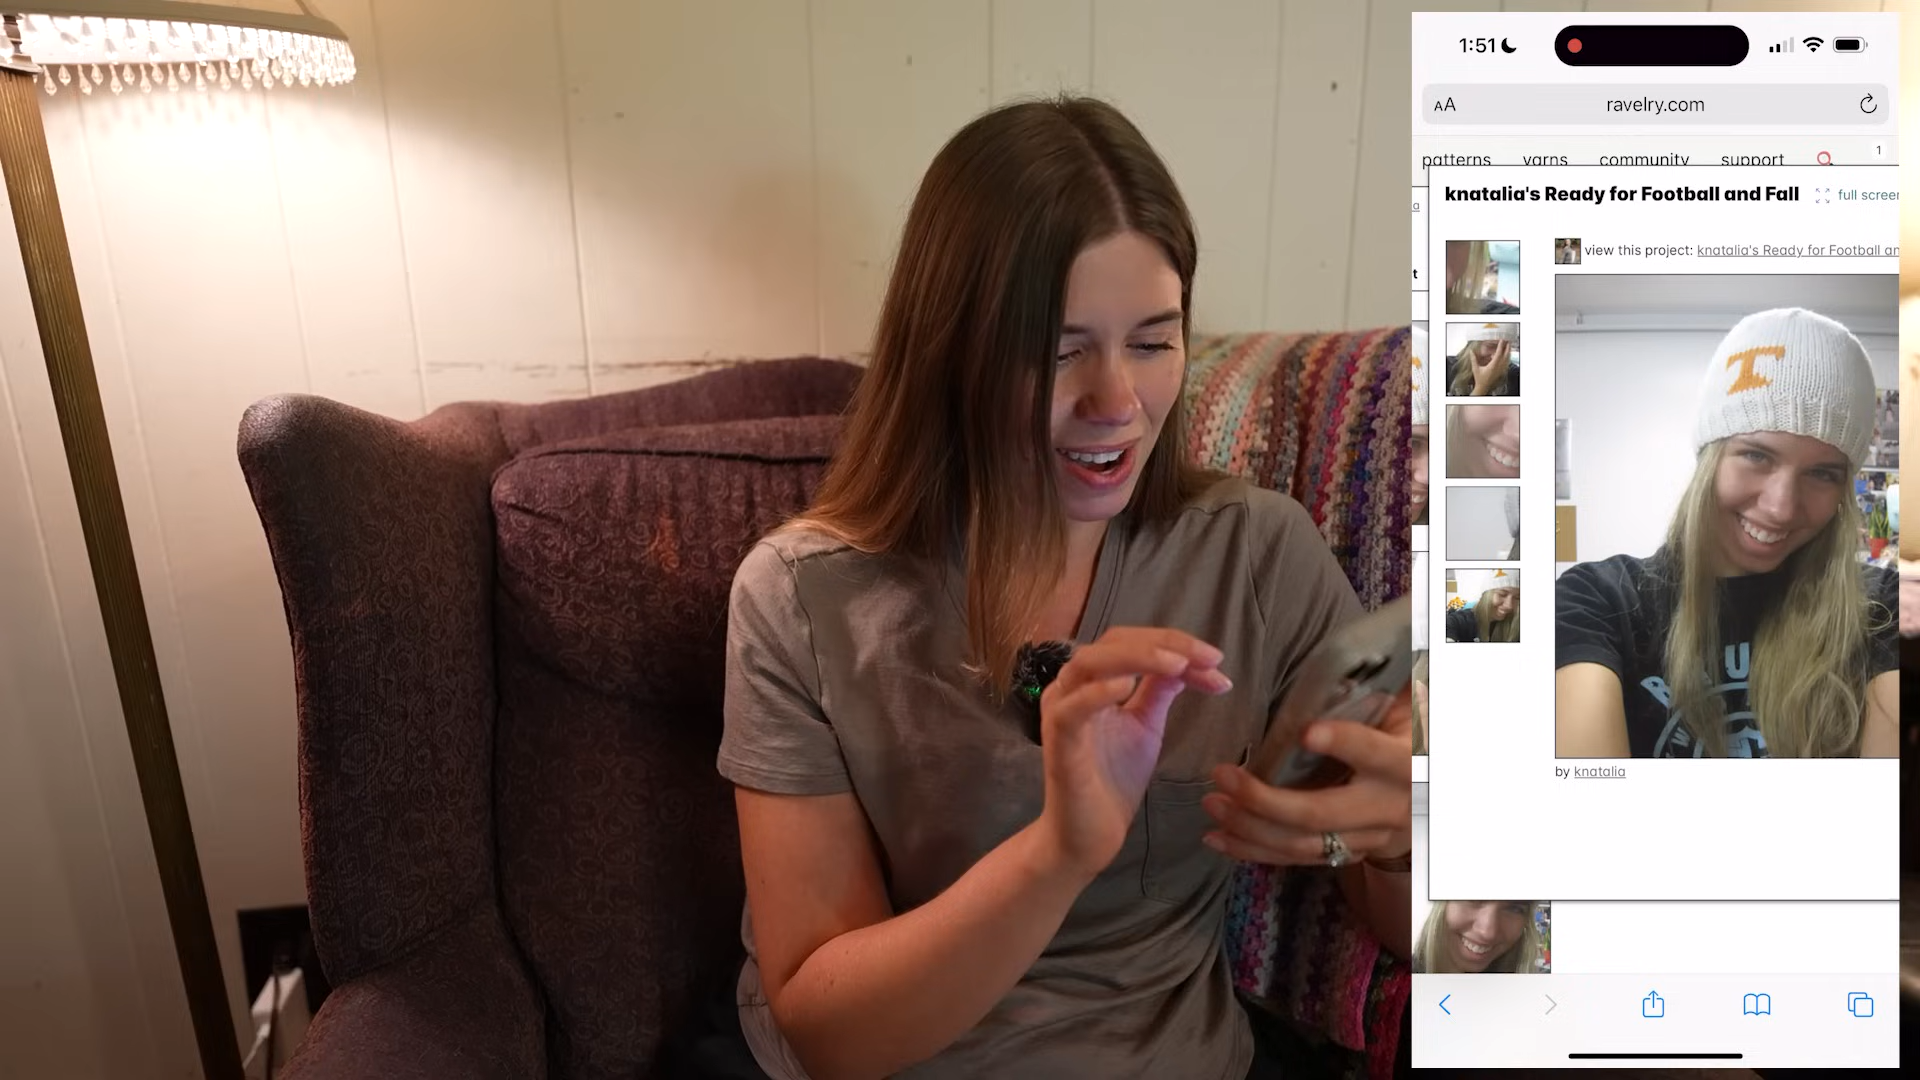 1:51
AA ravelry.com
patterns yarns community support 1
knatalia's Ready for Football and Fall full screen
view this project: knatalia's Ready for Football an
T
U
by knatalia